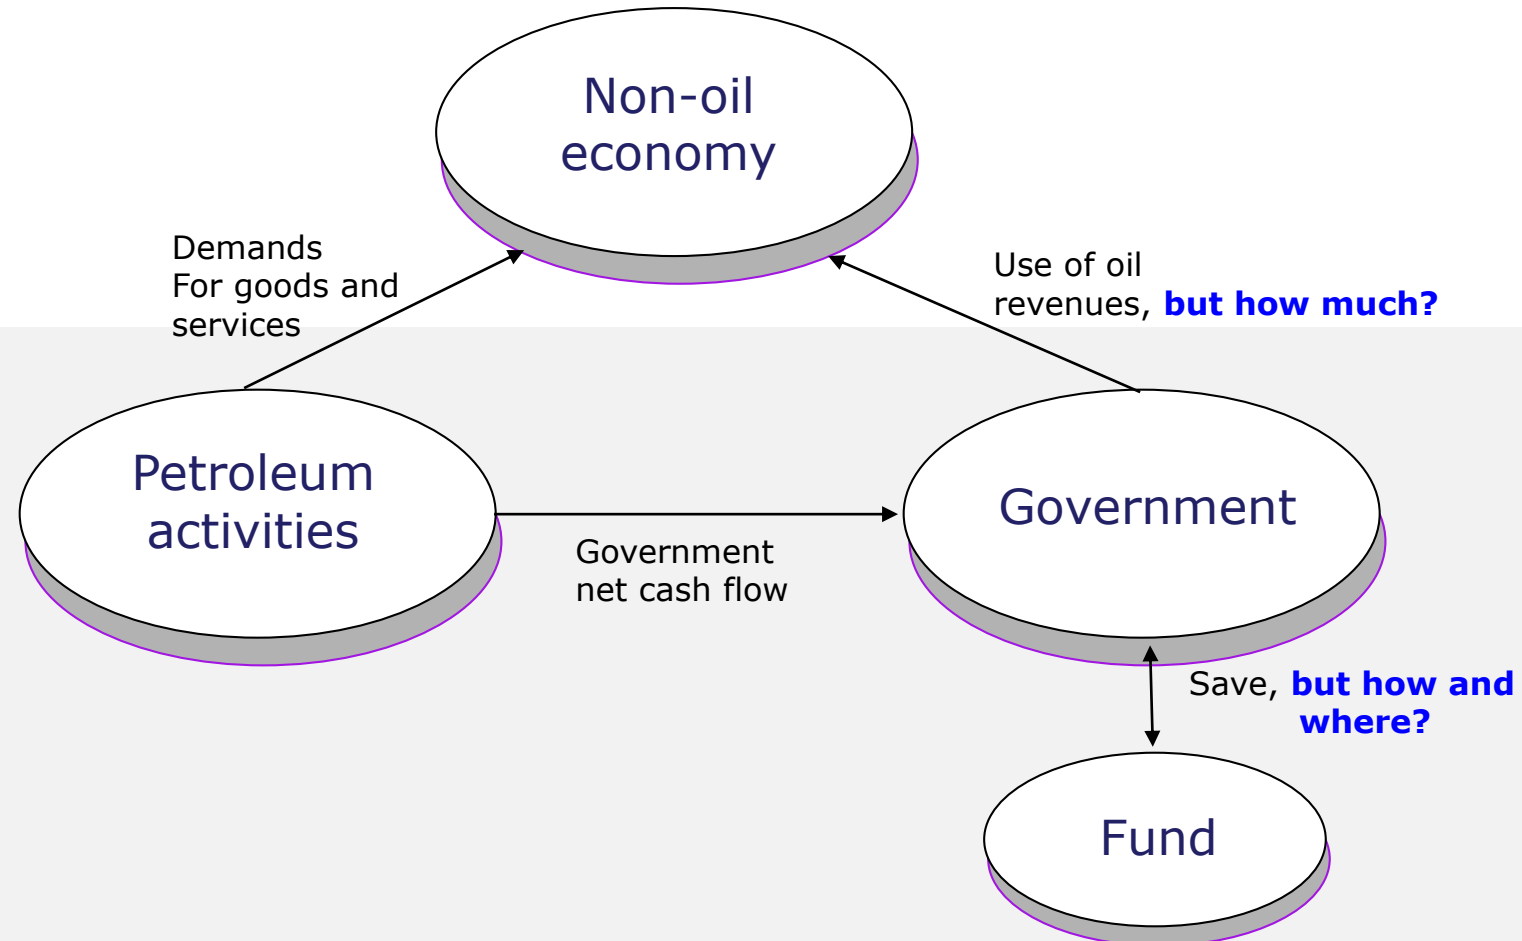 Non-oil
economy
Demands
For goods and
services
Use of oil
revenues, but how much?
Petroleum
activities
Government
net cash flow
Government
Save, but how and
where?
Fund